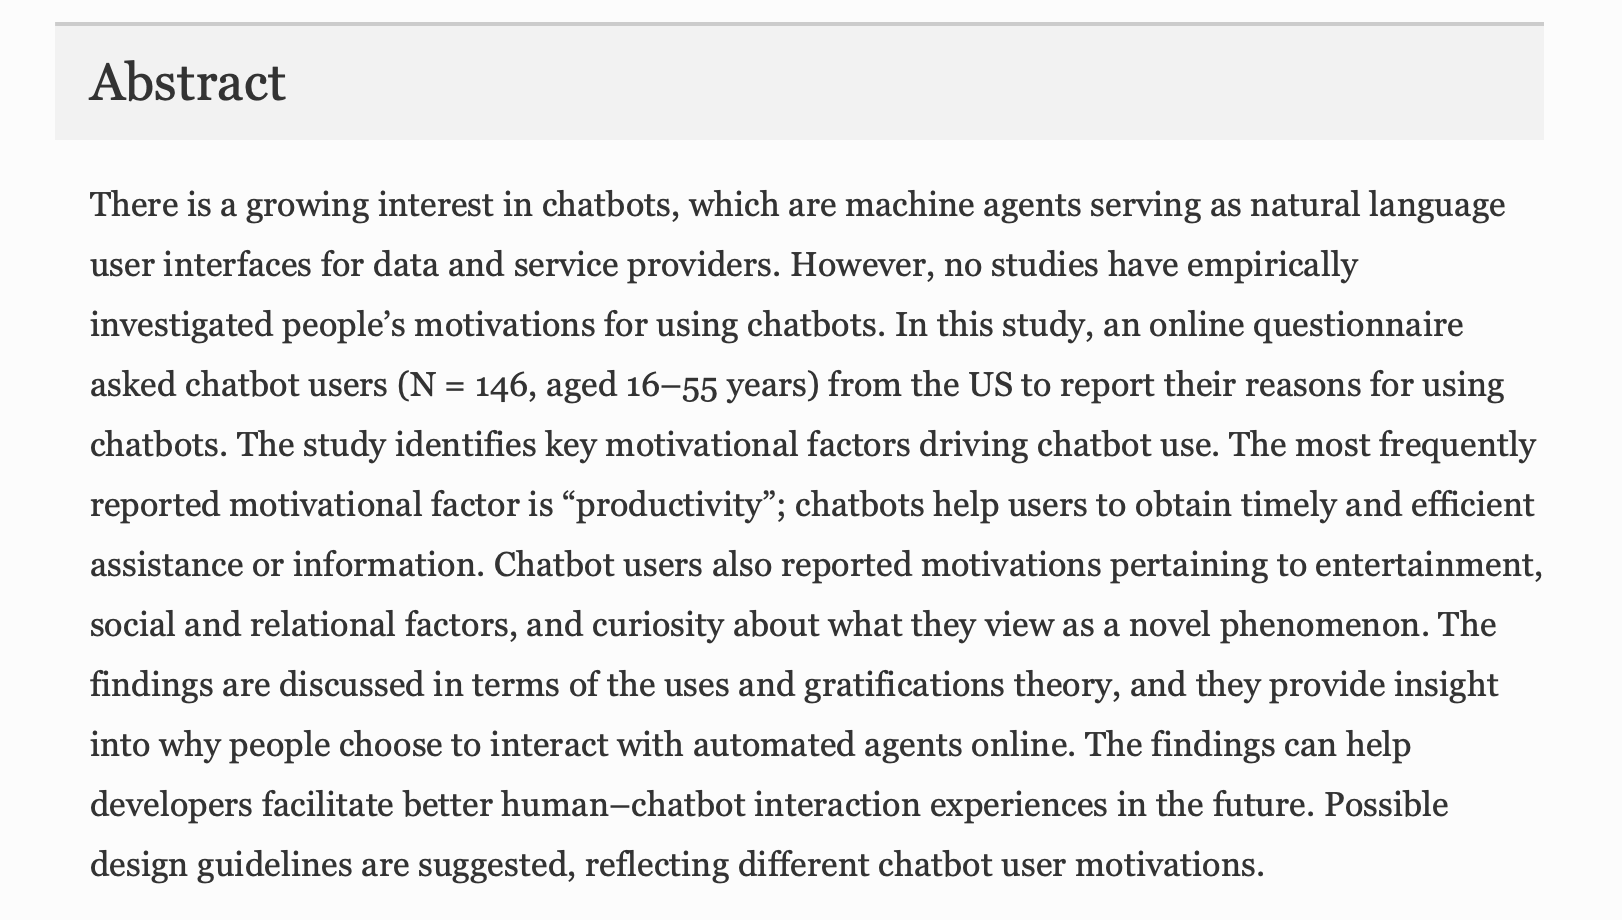 Abstract
There is a growing interest in chatbots, which are machine agents serving as natural language
user interfaces for data and service providers. However, no studies have empirically
investigated people’s motivations for using chatbots. In this study, an online questionnaire
asked chatbot users (N = 146, aged 16–55 years) from the US to report their reasons for using
chatbots. The study identifies key motivational factors driving chatbot use. The most frequently
reported motivational factor is “productivity”; chatbots help users to obtain timely and efficient
assistance or information. Chatbot users also reported motivations pertaining to entertainment,
social and relational factors, and curiosity about what they view as a novel phenomenon. The
findings are discussed in terms of the uses and gratifications theory, and they provide insight
into why people choose to interact with automated agents online. The findings can help
developers facilitate better human–chatbot interaction experiences in the future. Possible
design guidelines are suggested, reflecting different chatbot user motivations.